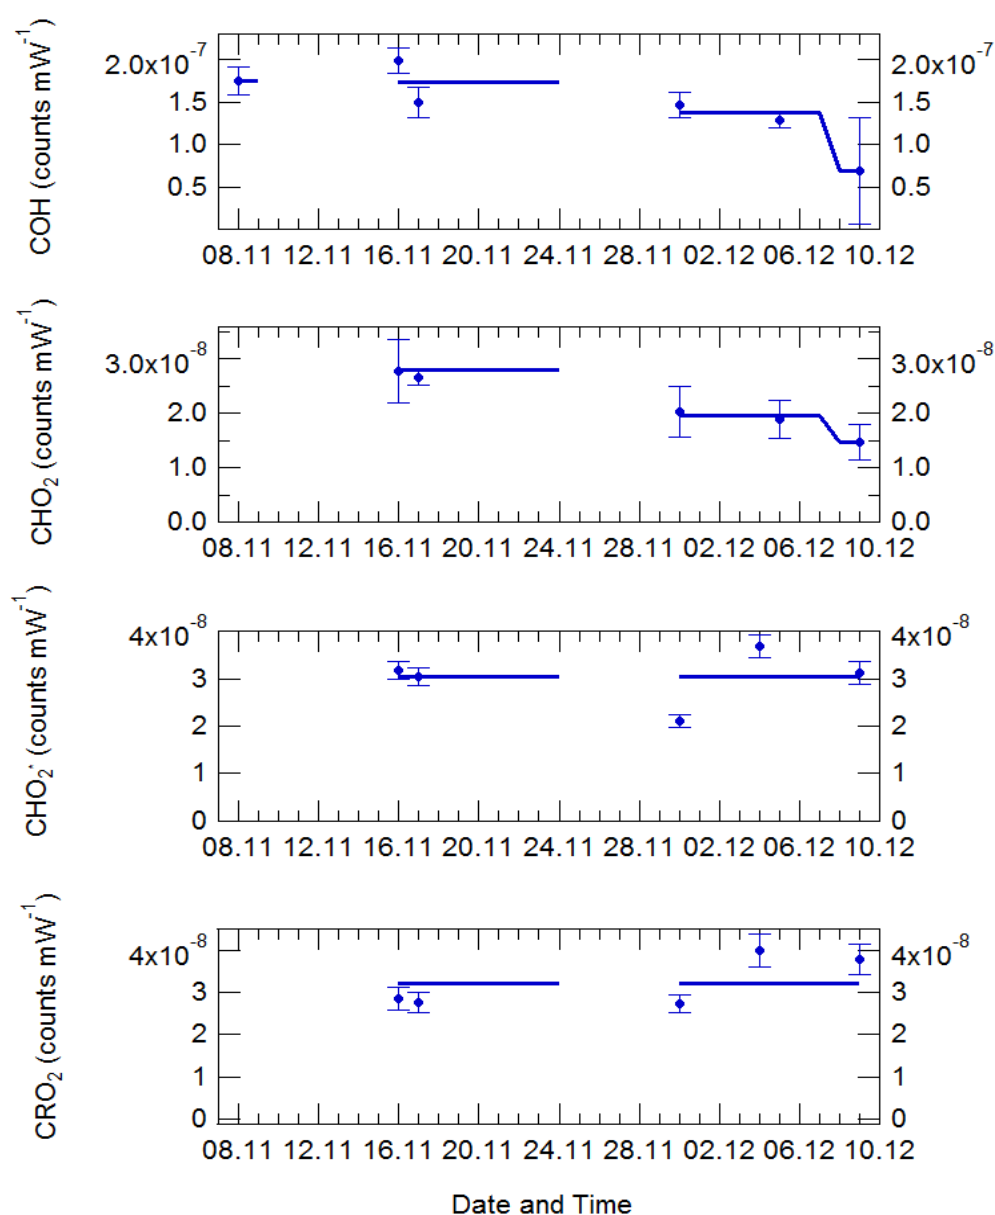 COH (counts mW⁻¹)
2.0x10⁻⁷ 2.0x10⁻⁷
1.5 1.5
1.0 1.0
0.5 0.5
08.11 12.11 16.11 20.11 24.11 28.11 02.12 06.12 10.12
CHO₂ (counts mW⁻¹)
3.0x10⁻⁸ 3.0x10⁻⁸
2.0 2.0
1.0 1.0
0.0 0.0
08.11 12.11 16.11 20.11 24.11 28.11 02.12 06.12 10.12
CHO₂* (counts mW⁻¹)
4x10⁻⁸ 4x10⁻⁸
3 3
2 2
1 1
0 0
08.11 12.11 16.11 20.11 24.11 28.11 02.12 06.12 10.12
CRO₂ (counts mW⁻¹)
4x10⁻⁸ 4x10⁻⁸
3 3
2 2
1 1
0 0
08.11 12.11 16.11 20.11 24.11 28.11 02.12 06.12 10.12
Date and Time